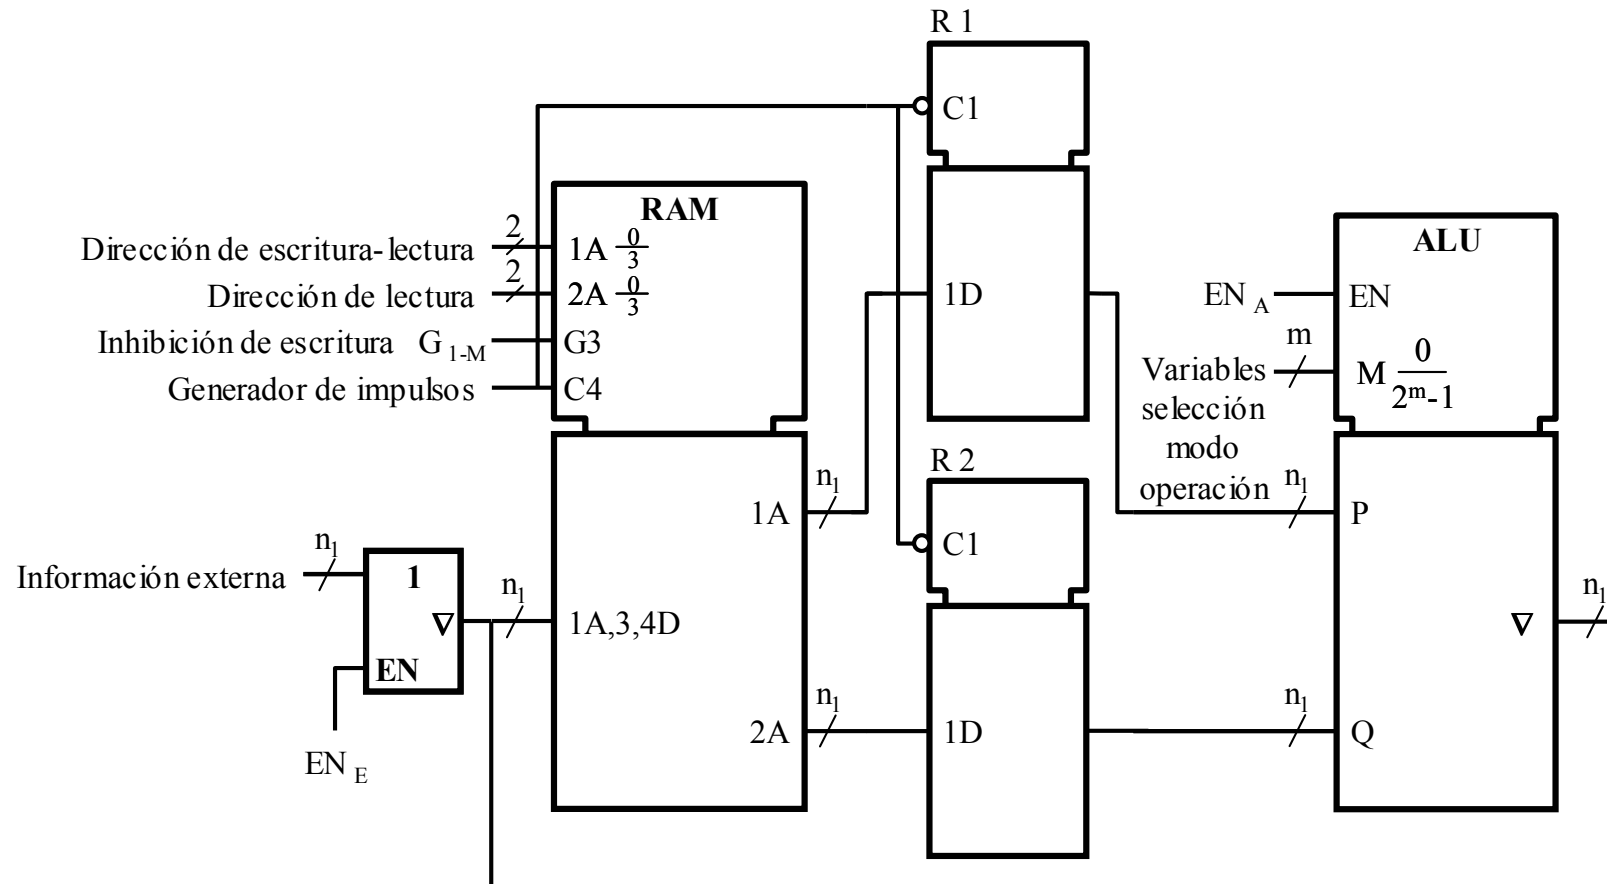 R 1
C1
1D
RAM
Dirección de escritura-lectura
2
1A 0/3
Dirección de lectura
2
2A 0/3
Inhibición de escritura G 1-M
G3
Generador de impulsos
C4
1A
n1
1A,3,4D
2A
n1
Información externa
n1
1
∇
EN
EN E
n1
R 2
C1
1D
ALU
EN A
EN
m
Variables
selección
modo
operación
M 0/2m-1
n1
P
n1
Q
∇
n1